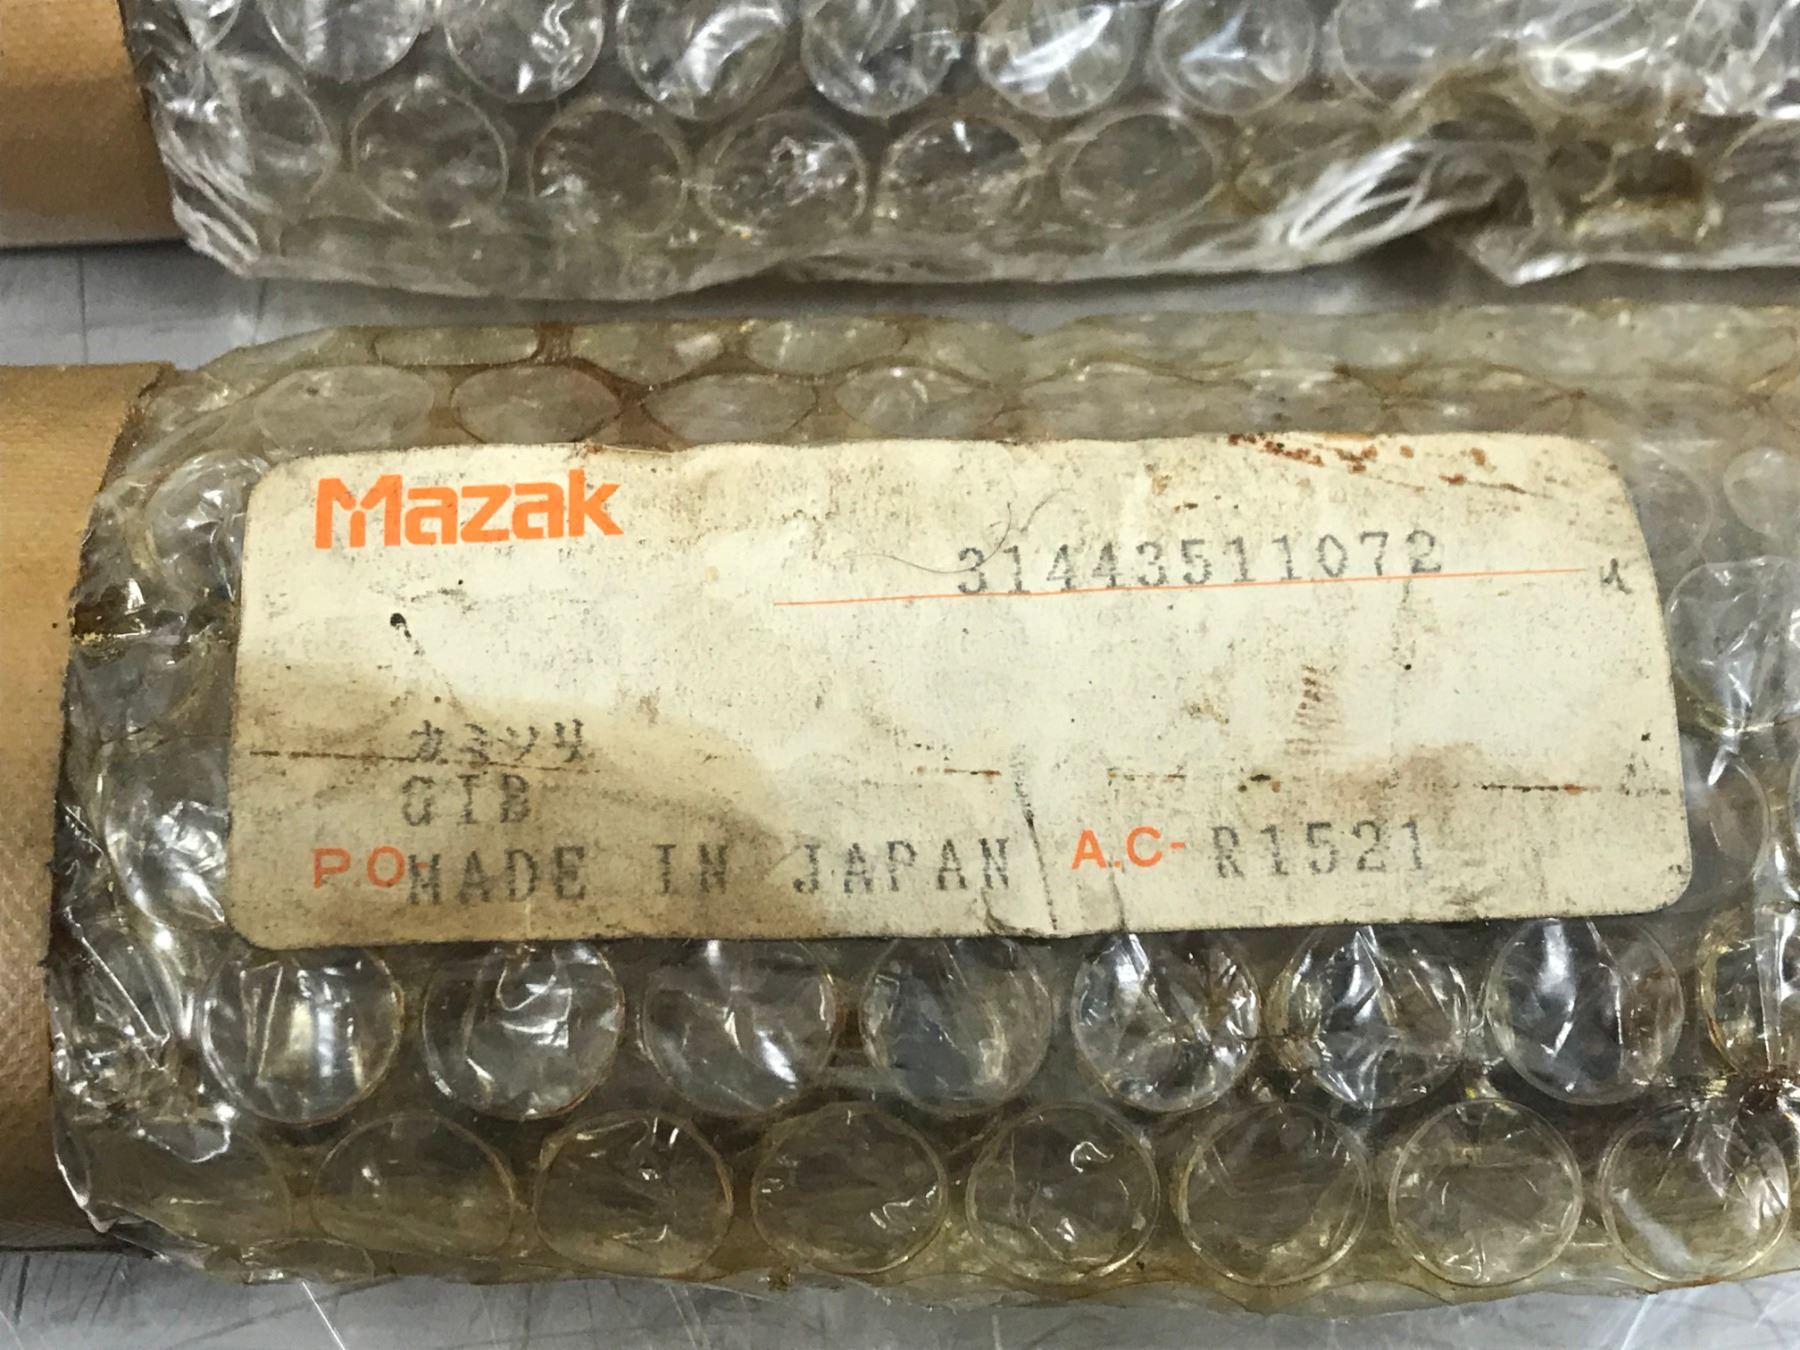 Mazak
31443511072
カミソリ
GIB
P.O. MADE IN JAPAN A.C- R1521